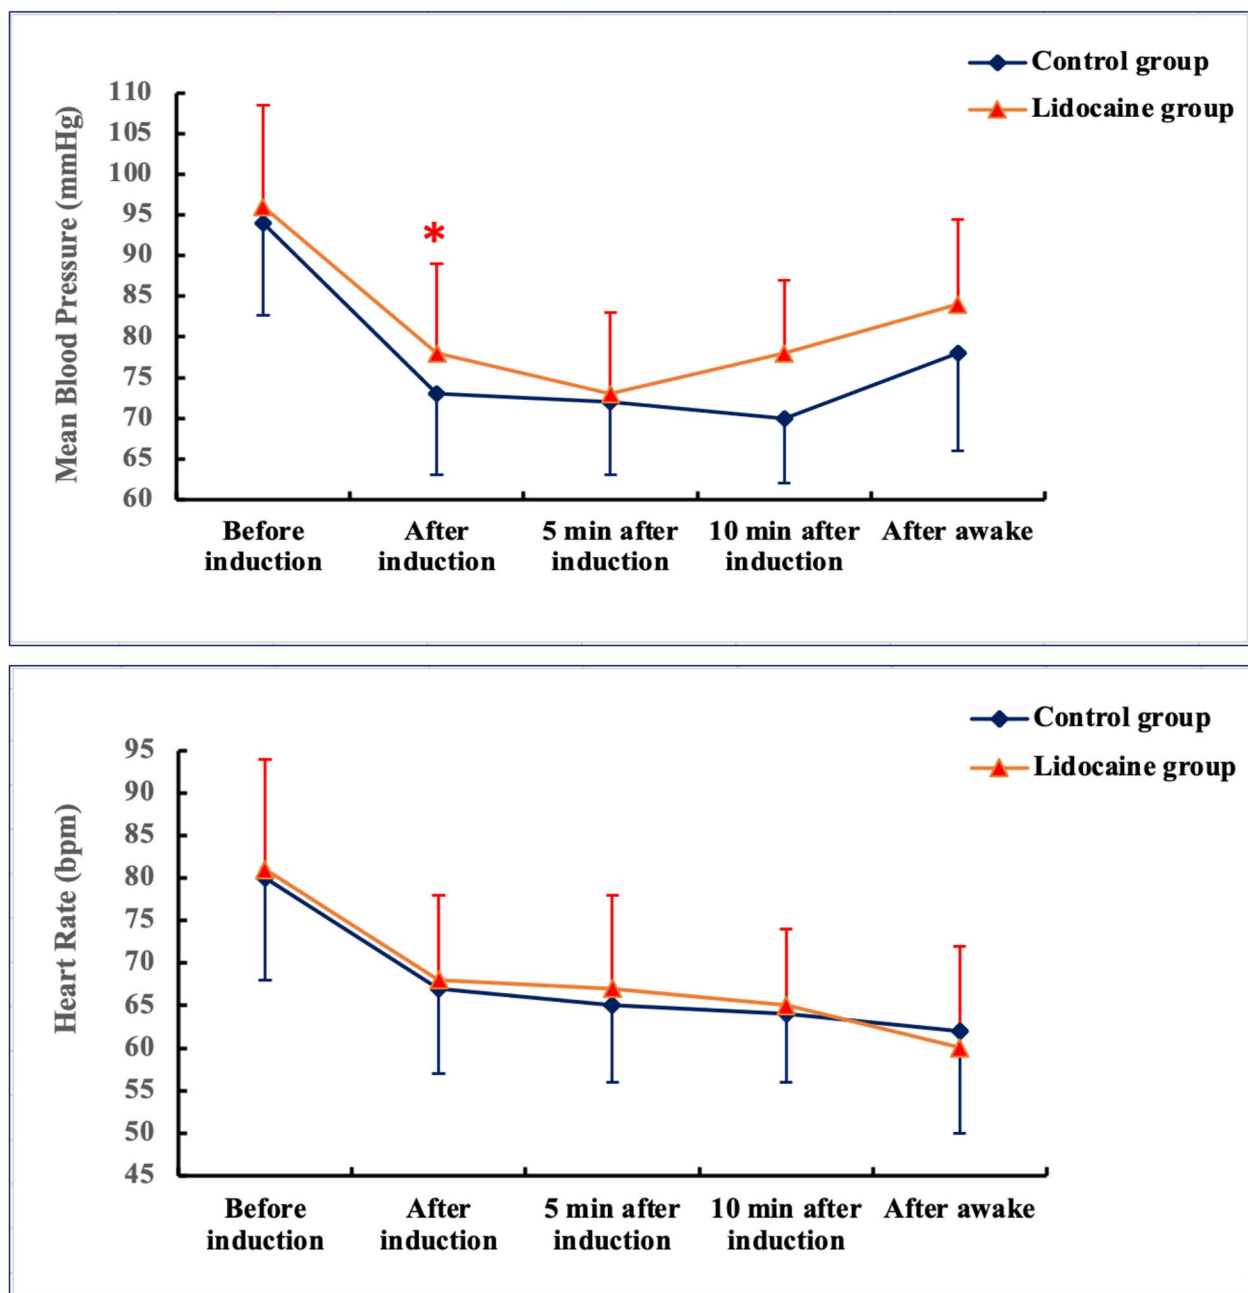 Control group
Lidocaine group
Mean Blood Pressure (mmHg)
110
105
100
95
90
85
80
75
70
65
60
*
Before
induction
After
induction
5 min after
induction
10 min after
induction
After awake
Control group
Lidocaine group
Heart Rate (bpm)
95
90
85
80
75
70
65
60
55
50
45
Before
induction
After
induction
5 min after
induction
10 min after
induction
After awake